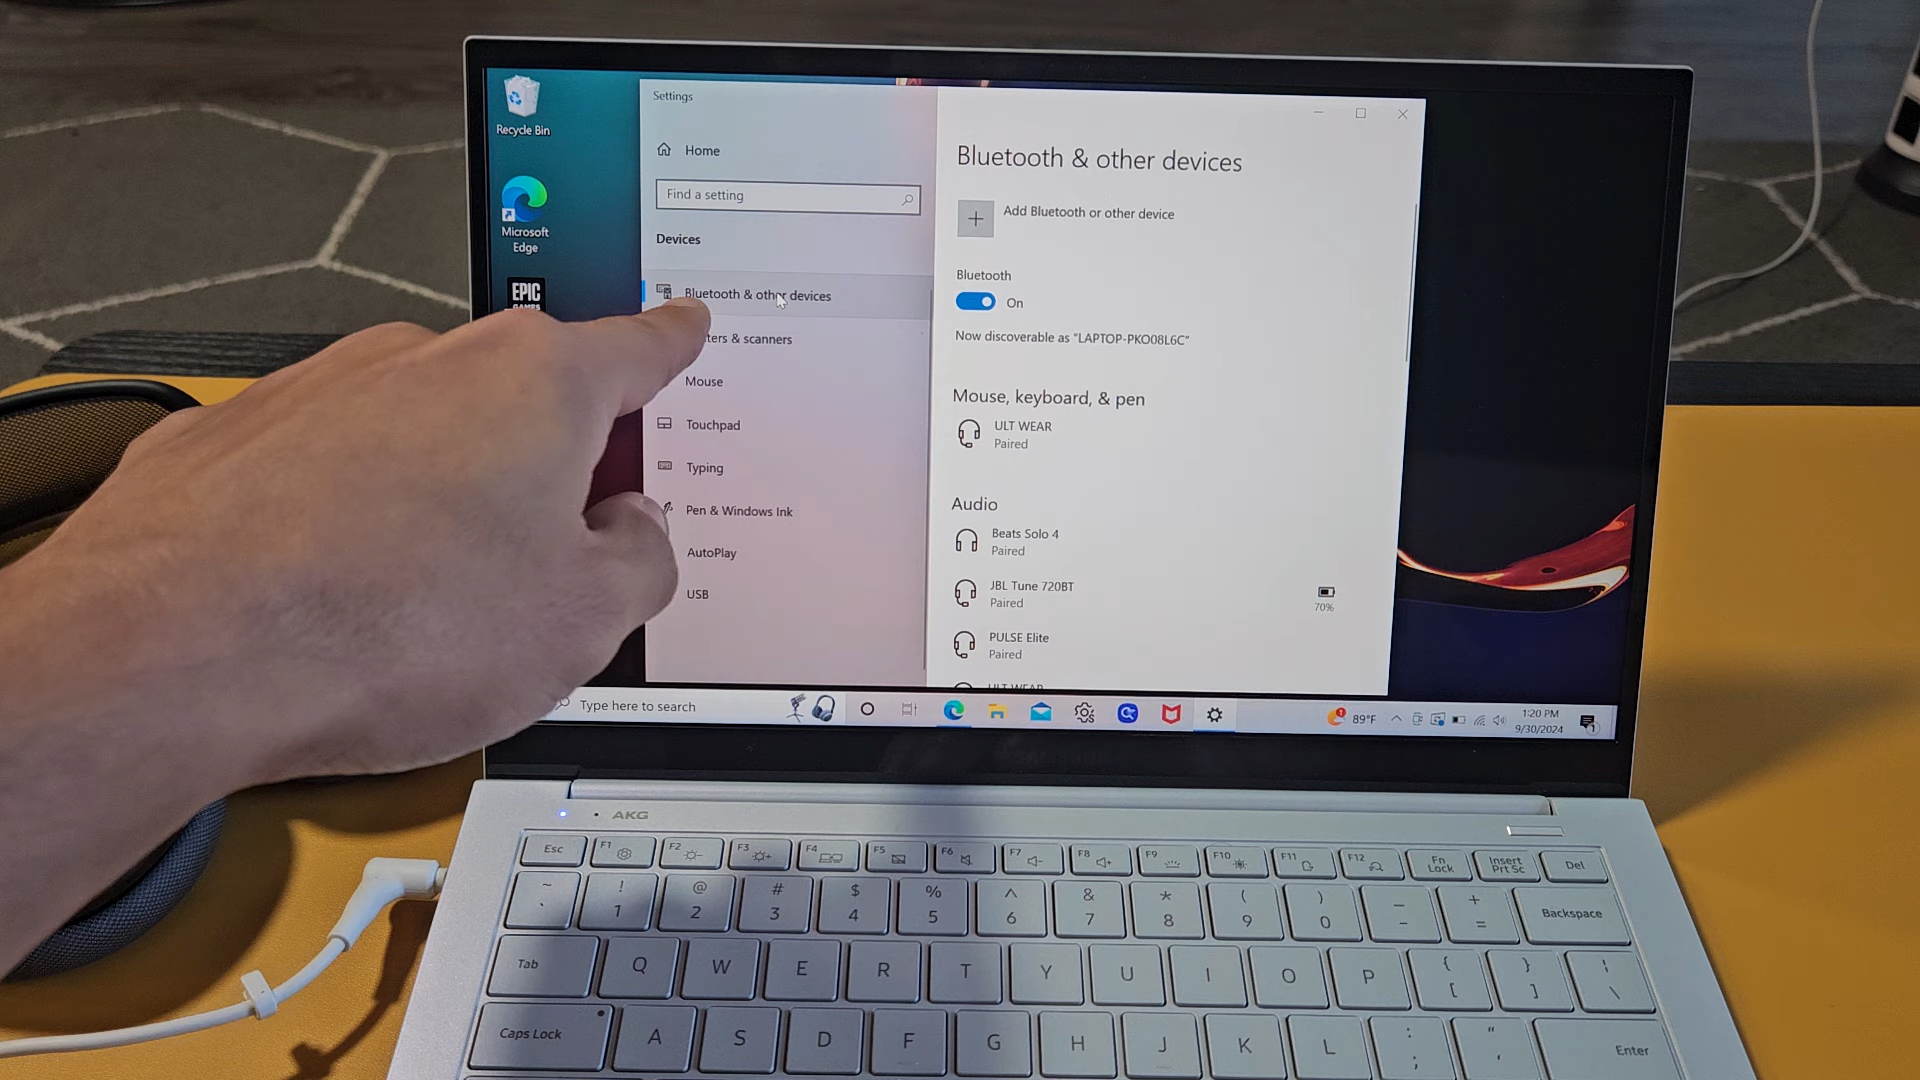 Recycle Bin
Microsoft
Edge
EPIC
GAMES
Settings
Home
Find a setting
Devices
Bluetooth & other devices
ters & scanners
Mouse
Touchpad
Typing
Pen & Windows Ink
AutoPlay
USB
Bluetooth & other devices
Add Bluetooth or other device
Bluetooth
On
Now discoverable as "LAPTOP-PKO08L6C"
Mouse, keyboard, & pen
ULT WEAR
Paired
Audio
Beats Solo 4
Paired
JBL Tune 720BT
Paired
70%
PULSE Elite
Paired
ULT WEAR
Type here to search
89°F
1:20 PM
9/30/2024
1
SAMSUNG
AKG
Esc F1 F2 F3 F4 F5 F6 F7 F8 F9 F10 F11 F12 Fn Lock Insert Prt Sc Del
~ ! @ # $ % ^ & * ( ) _ +
` 1 2 3 4 5 6 7 8 9 0 - = Backspace
Tab Q W E R T Y U I O P { [ } ] ¦ \
Caps Lock A S D F G H J K L : ; " ' Enter